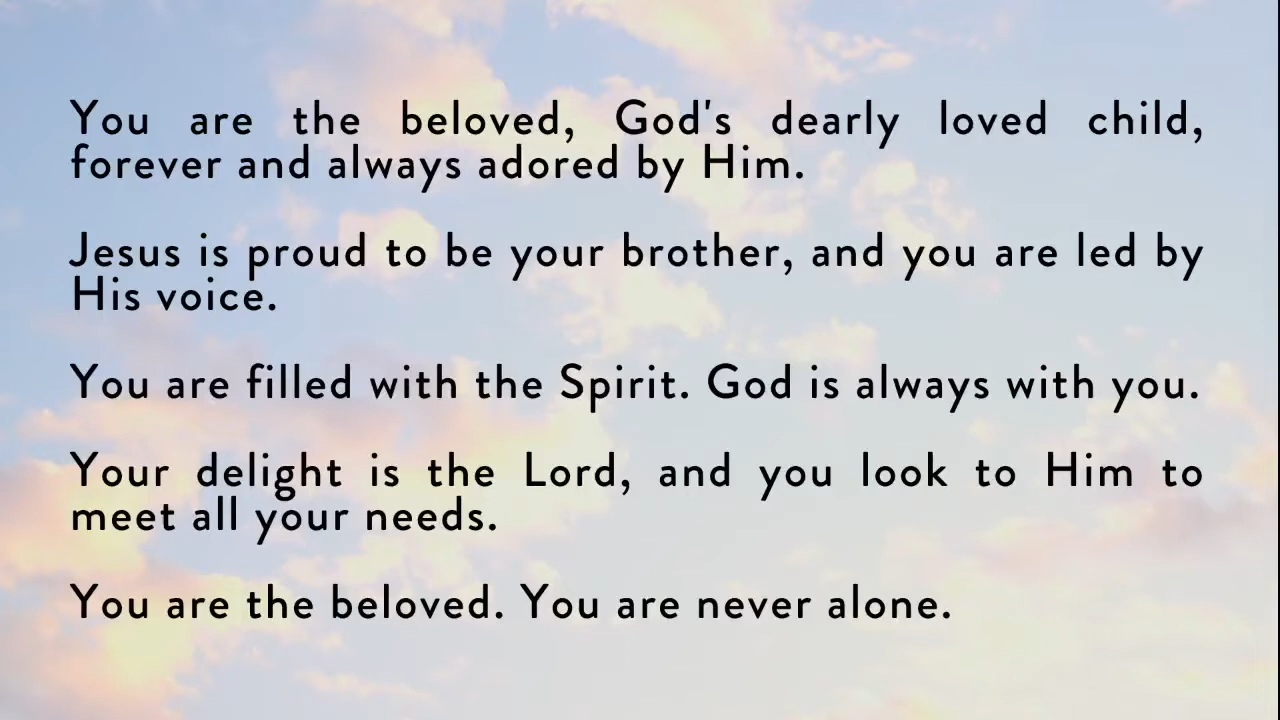 You are the beloved, God's dearly loved child,
forever and always adored by Him.
Jesus is proud to be your brother, and you are led by
His voice.
You are filled with the Spirit. God is always with you.
Your delight is the Lord, and you look to Him to
meet all your needs.
You are the beloved. You are never alone.